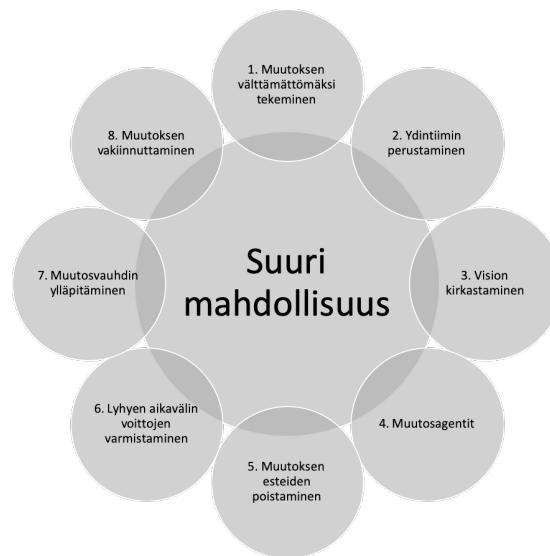 1. Muutoksen
välttämättömäksi
tekeminen
2. Ydintiimin
perustaminen
3. Vision
kirkastaminen
4. Muutosagentit
5. Muutoksen
esteiden
poistaminen
6. Lyhyen aikavälin
voittojen
varmistaminen
7. Muutosvauhdin
ylläpitäminen
8. Muutoksen
vakiinnuttaminen
Suuri
mahdollisuus